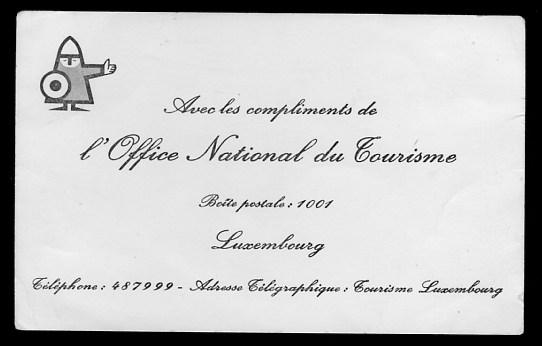 Avec les compliments de
l'Office National du Tourisme
Boîte postale : 1001
Luxembourg
Téléphone : 487999 - Adresse Télégraphique : Tourisme Luxembourg